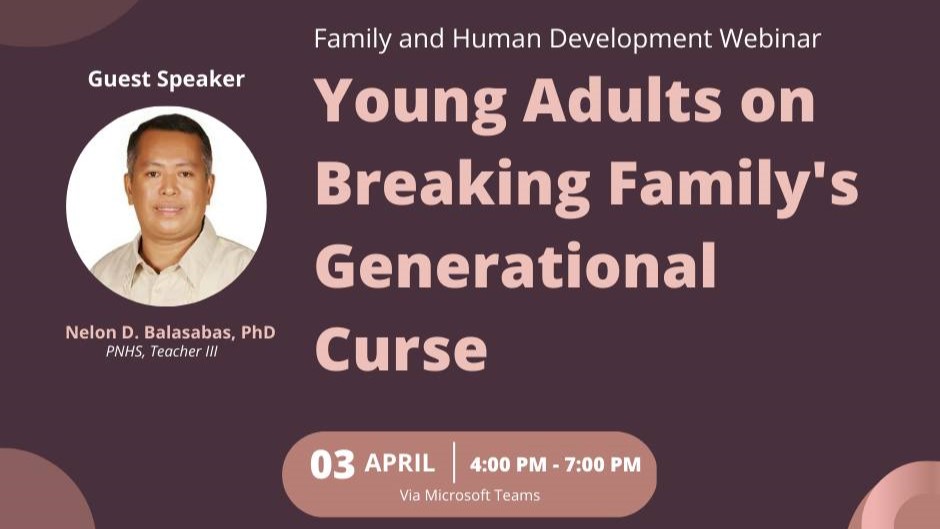 Family and Human Development Webinar
Guest Speaker
Young Adults on
Breaking Family's
Generational
Curse
Nelon D. Balasabas, PhD
PNHS, Teacher III
03 APRIL 4:00 PM - 7:00 PM
Via Microsoft Teams